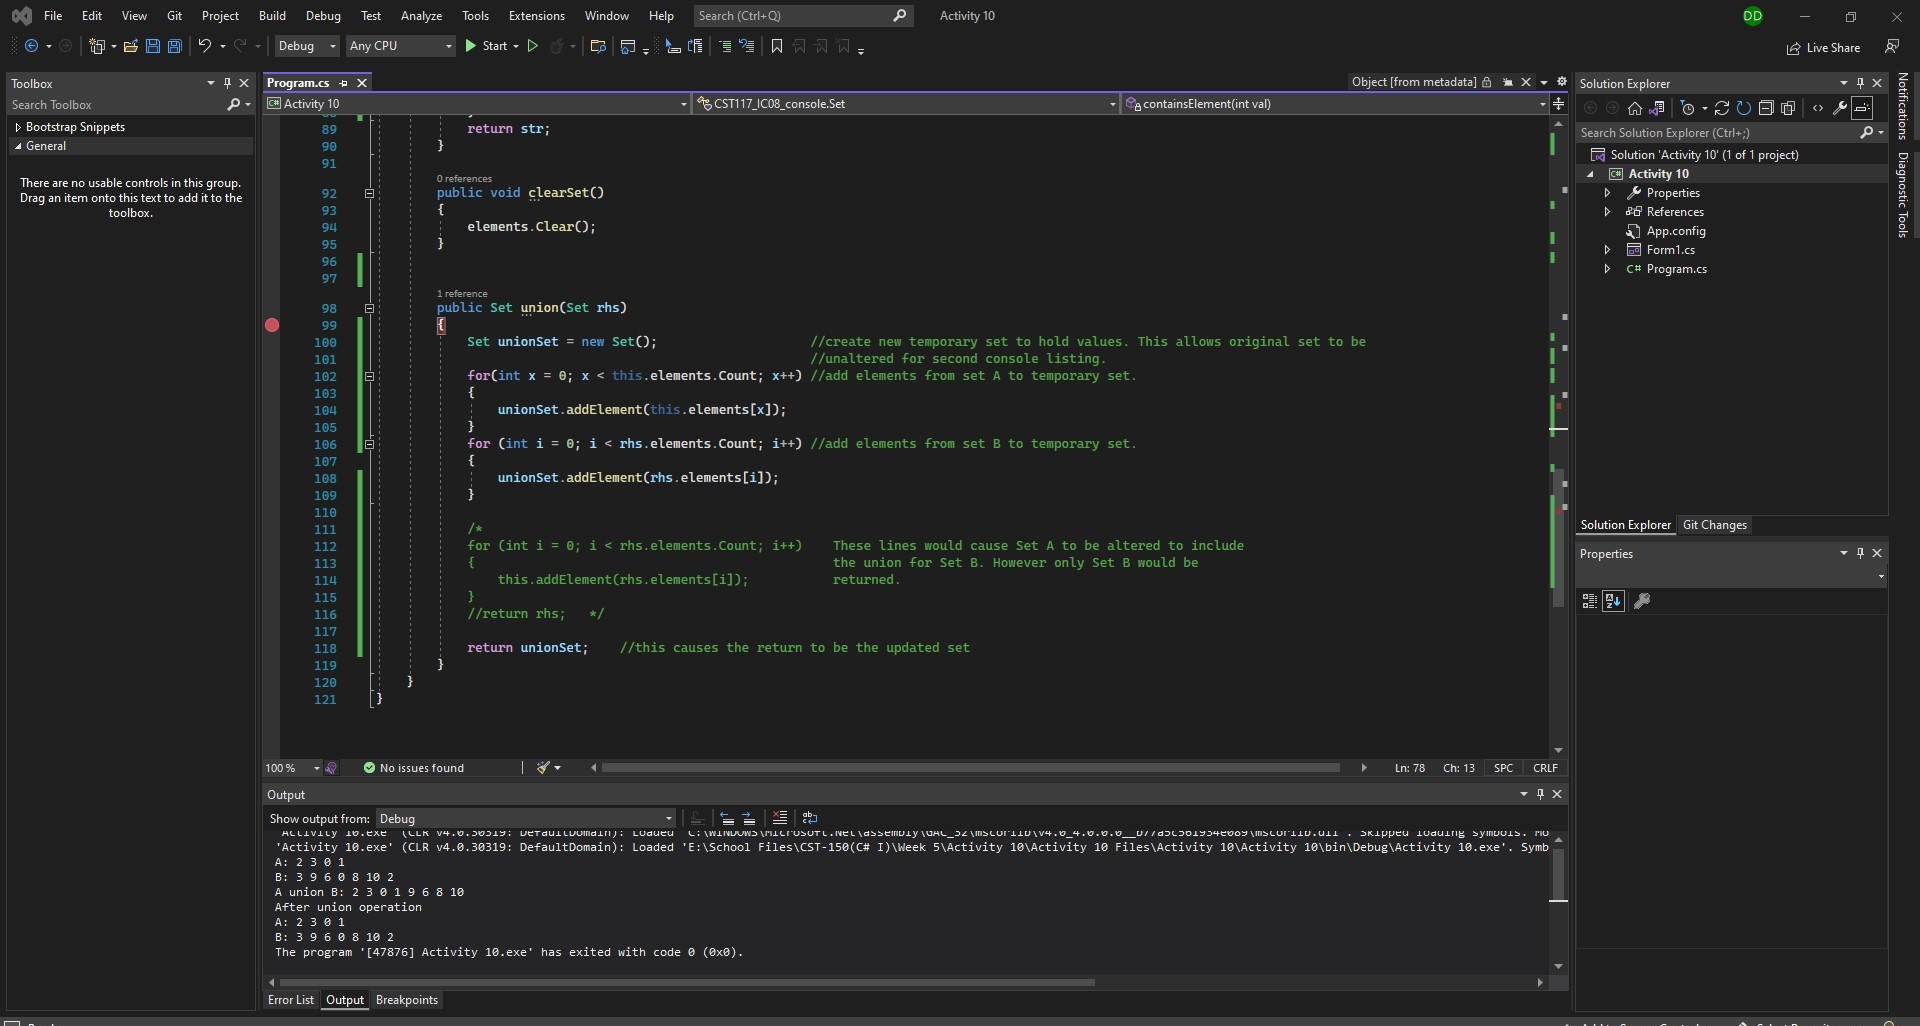 File Edit View Git Project Build Debug Test Analyze Tools Extensions Window Help Search (Ctrl+Q) Activity 10 DD
Debug Any CPU Start Live Share
Toolbox
Search Toolbox
Bootstrap Snippets
General
There are no usable controls in this group.
Drag an item onto this text to add it to the
toolbox.
Program.cs Object [from metadata]
C# Activity 10 CST117_IC08_console.Set containsElement(int val)
89 return str;
90 }
91
0 references
92 public void clearSet()
93 {
94 elements.Clear();
95 }
96
97
1 reference
98 public Set union(Set rhs)
99 {
100 Set unionSet = new Set(); //create new temporary set to hold values. This allows original set to be
101 //unaltered for second console listing.
102 for(int x = 0; x < this.elements.Count; x++) //add elements from set A to temporary set.
103 {
104 unionSet.addElement(this.elements[x]);
105 }
106 for (int i = 0; i < rhs.elements.Count; i++) //add elements from set B to temporary set.
107 {
108 unionSet.addElement(rhs.elements[i]);
109 }
110
111 /*
112 for (int i = 0; i < rhs.elements.Count; i++) These lines would cause Set A to be altered to include
113 { the union for Set B. However only Set B would be
114 this.addElement(rhs.elements[i]); returned.
115 }
116 //return rhs; */
117
118 return unionSet; //this causes the return to be the updated set
119 }
120 }
121 }
100 % No issues found Ln: 78 Ch: 13 SPC CRLF
Output
Show output from: Debug
'Activity 10.exe' (CLR v4.0.30319: DefaultDomain): Loaded 'C:\WINDOWS\Microsoft.Net\assembly\GAC_32\mscorlib\v4.0_4.0.0.0__b77a5c561934e089\mscorlib.dll'. Skipped loading symbols. Mo
'Activity 10.exe' (CLR v4.0.30319: DefaultDomain): Loaded 'E:\School Files\CST-150(C# I)\Week 5\Activity 10\Activity 10 Files\Activity 10\Activity 10\bin\Debug\Activity 10.exe'. Symb
A: 2 3 0 1
B: 3 9 6 0 8 10 2
A union B: 2 3 0 1 9 6 8 10
After union operation
A: 2 3 0 1
B: 3 9 6 0 8 10 2
The program '[47876] Activity 10.exe' has exited with code 0 (0x0).
Error List Output Breakpoints
Solution Explorer
Search Solution Explorer (Ctrl+;)
Solution 'Activity 10' (1 of 1 project)
C# Activity 10
Properties
References
App.config
Form1.cs
C# Program.cs
Solution Explorer Git Changes
Properties
Notifications
Diagnostic Tools